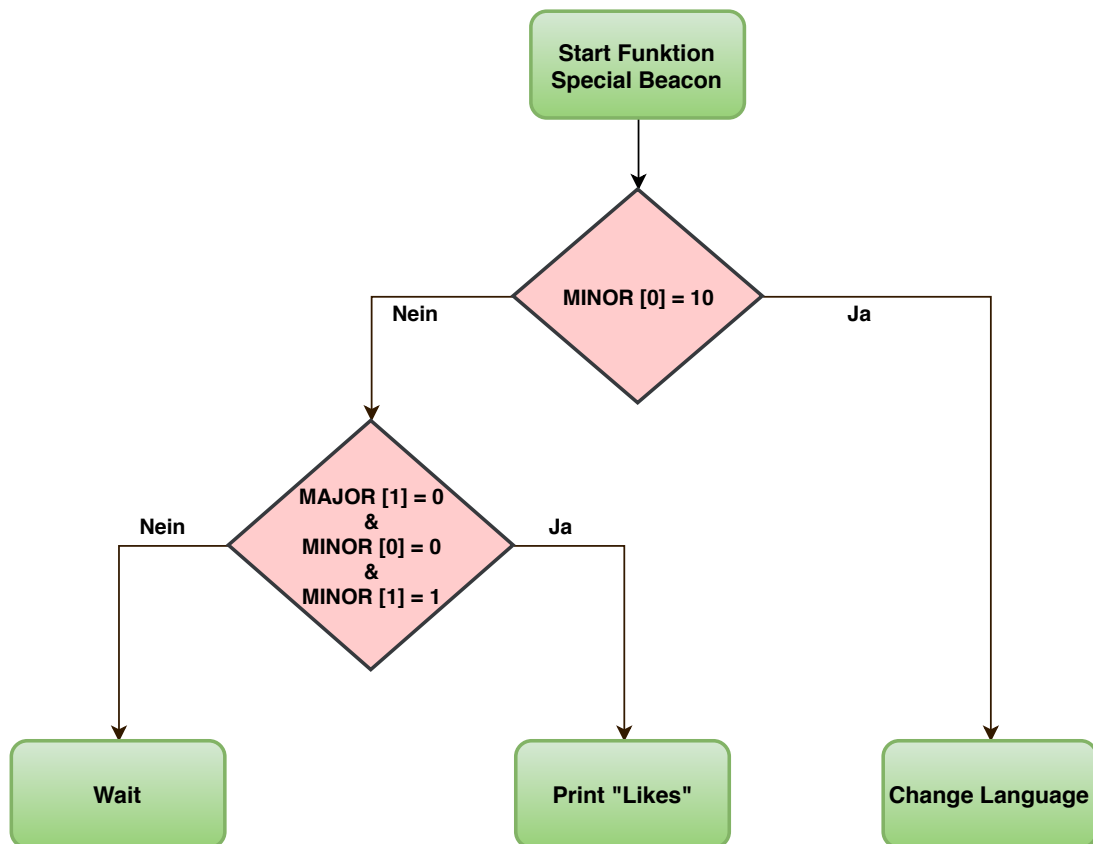 Start Funktion
Special Beacon
MINOR [0] = 10
Nein
Ja
MAJOR [1] = 0
&
MINOR [0] = 0
&
MINOR [1] = 1
Nein
Ja
Wait
Print "Likes"
Change Language